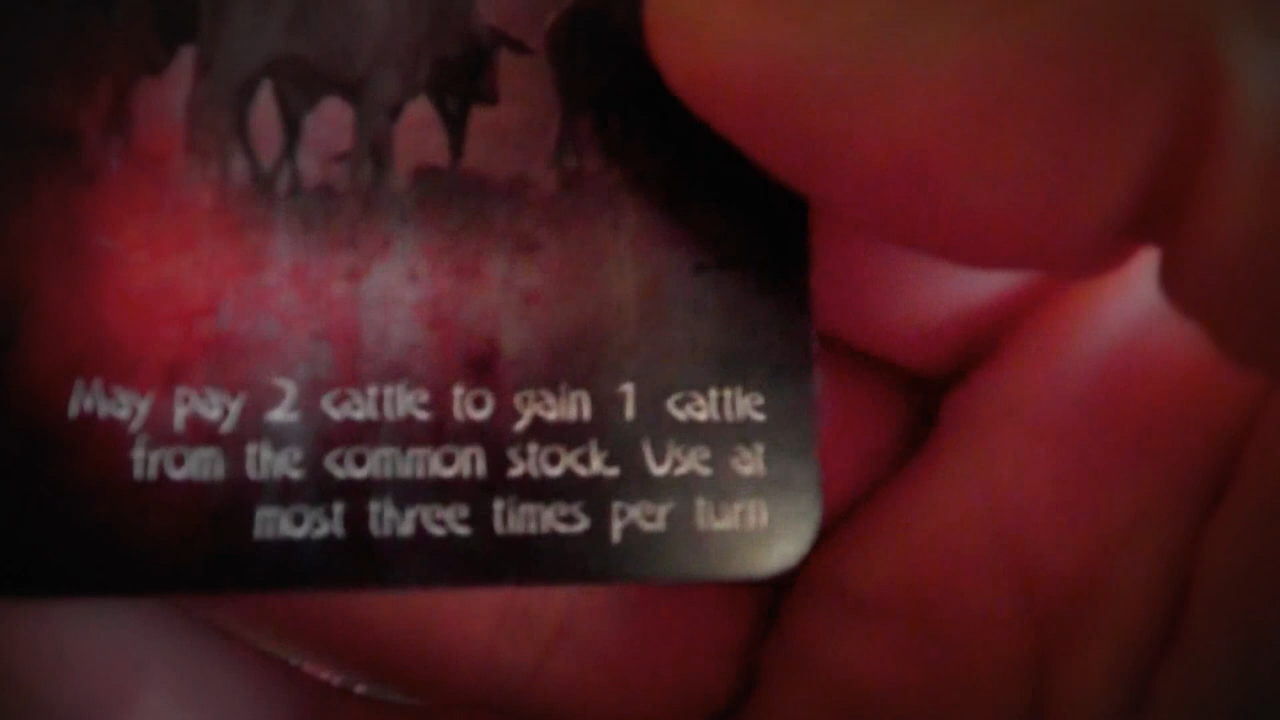 May pay 2 cattle to gain 1 cattle
from the common stock. Use at
most three times per turn